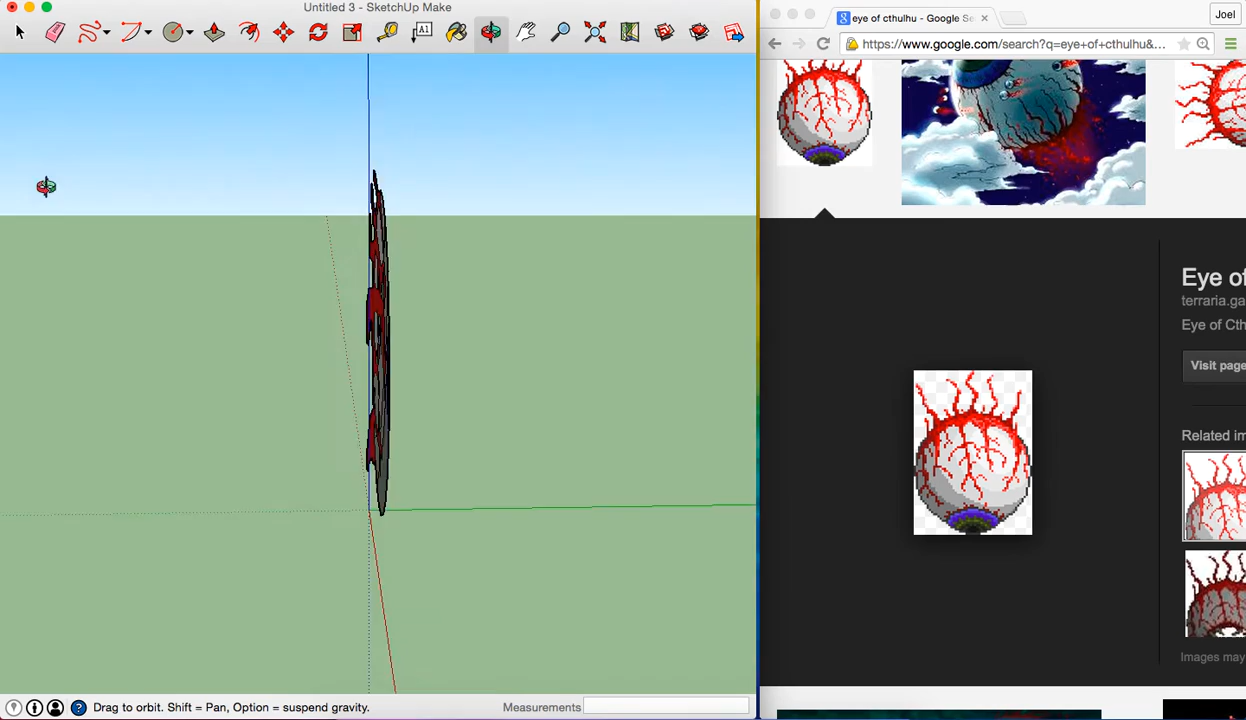 Untitled 3 - SketchUp Make
A1
Drag to orbit. Shift = Pan, Option = suspend gravity.
Measurements
eye of cthulhu - Google Se
Joel
https://www.google.com/search?q=eye+of+cthulhu&...
Eye of
terraria.ga
Eye of Cth
Visit page
Related im
Images may